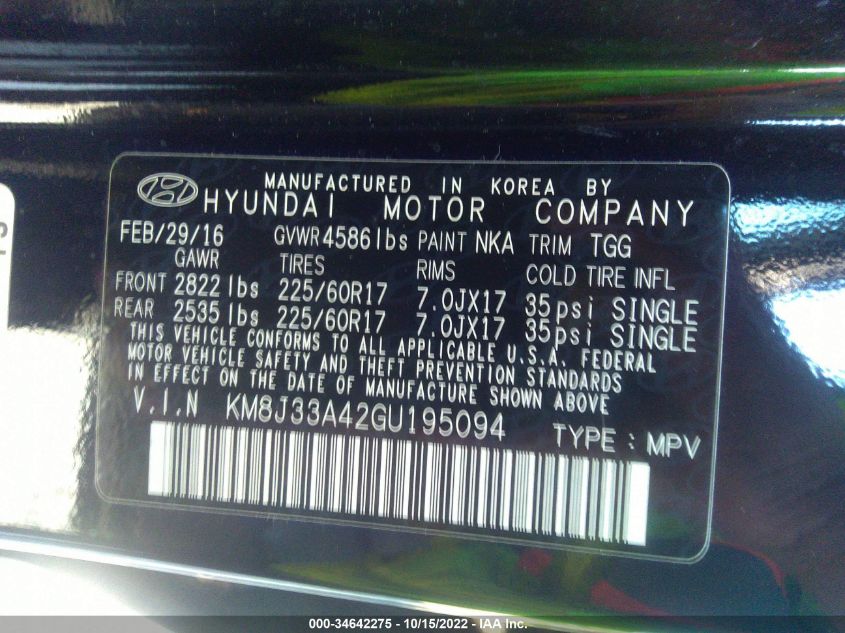 MANUFACTURED IN KOREA BY
HYUNDAI MOTOR COMPANY
FEB/29/16 GVWR 4586lbs PAINT NKA TRIM TGG
GAWR TIRES RIMS COLD TIRE INFL
FRONT 2822 lbs 225/60R17 7.0JX17 35psi SINGLE
REAR 2535 lbs 225/60R17 7.0JX17 35psi SINGLE
THIS VEHICLE CONFORMS TO ALL APPLICABLE U.S.A. FEDERAL
MOTOR VEHICLE SAFETY AND THEFT PREVENTION STANDARDS
IN EFFECT ON THE DATE OF MANUFACTURE SHOWN ABOVE
V.I.N KM8J33A42GU195094 TYPE : MPV
000-34642275 - 10/15/2022 - IAA Inc.